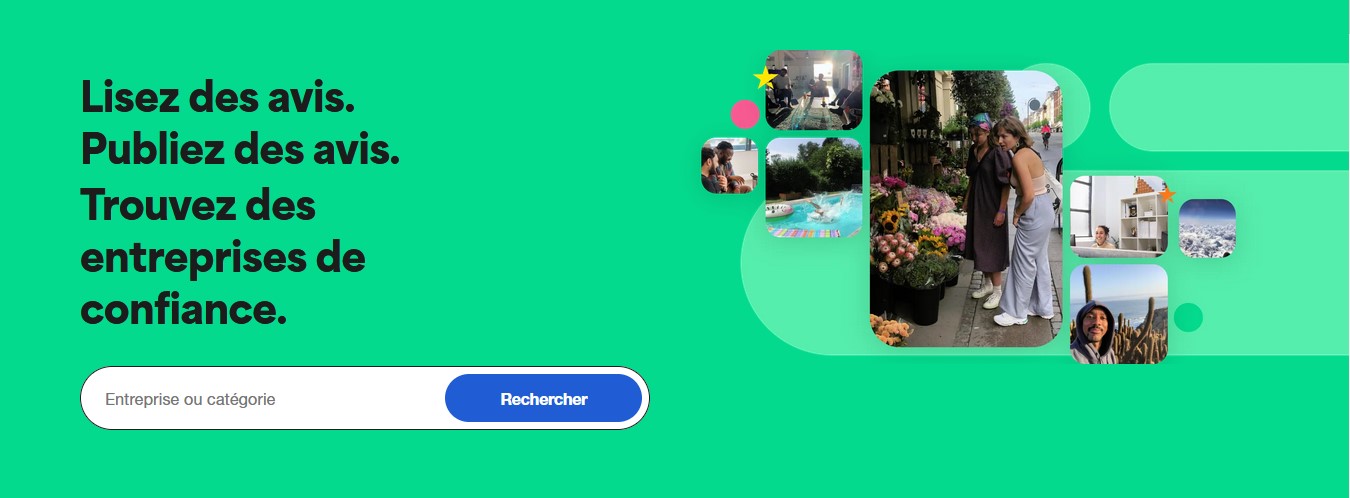 Lisez des avis.
Publiez des avis.
Trouvez des
entreprises de
confiance.
Entreprise ou catégorie
Rechercher